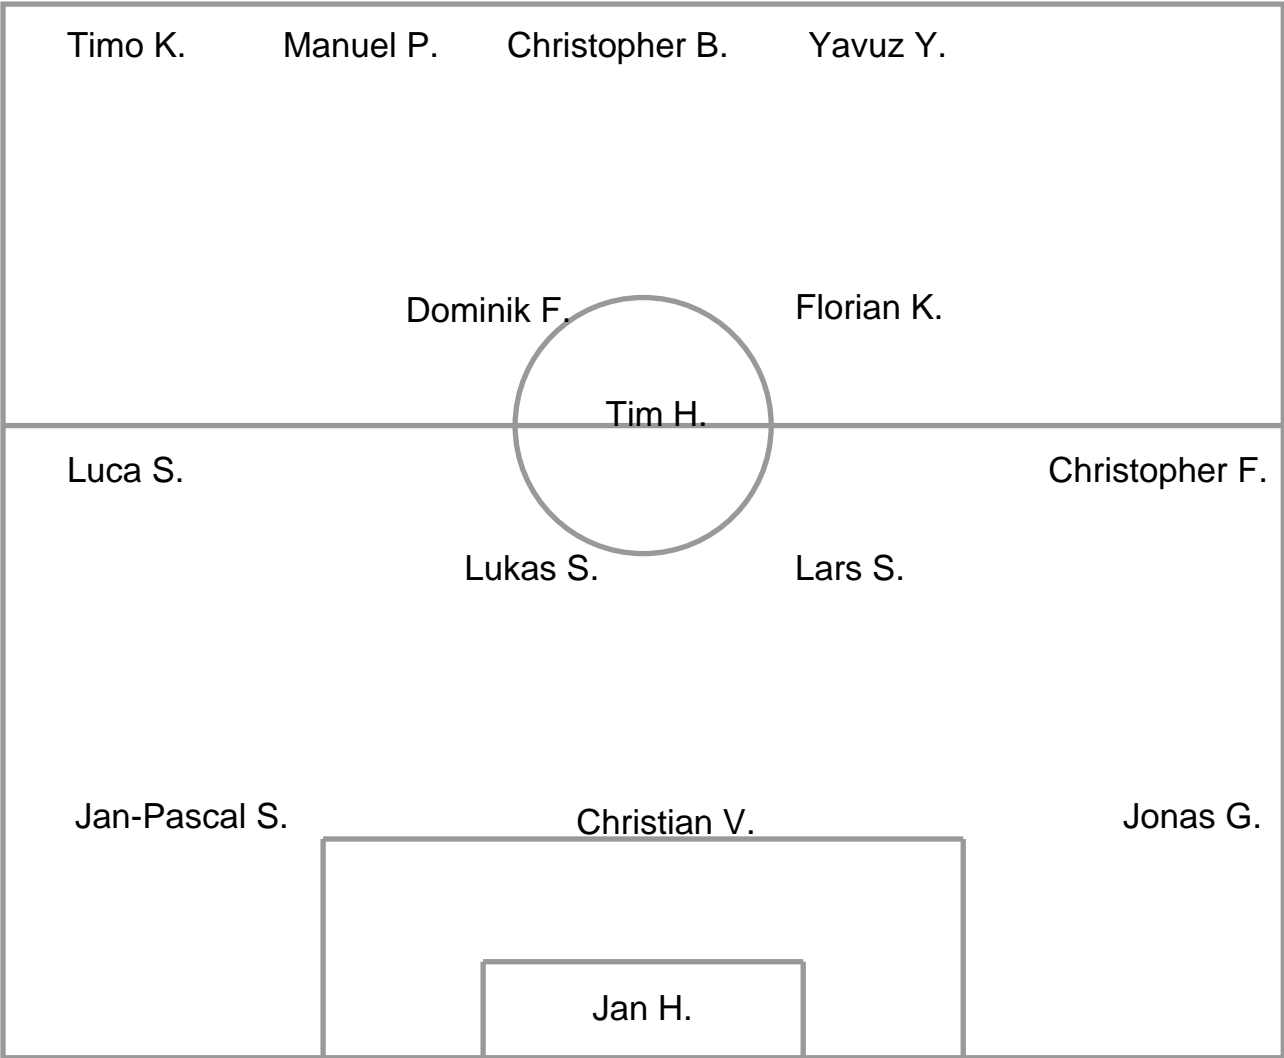 Timo K. Manuel P. Christopher B. Yavuz Y.
Dominik F. Florian K.
Tim H.
Luca S. Christopher F.
Lukas S. Lars S.
Jan-Pascal S. Christian V. Jonas G.
Jan H.